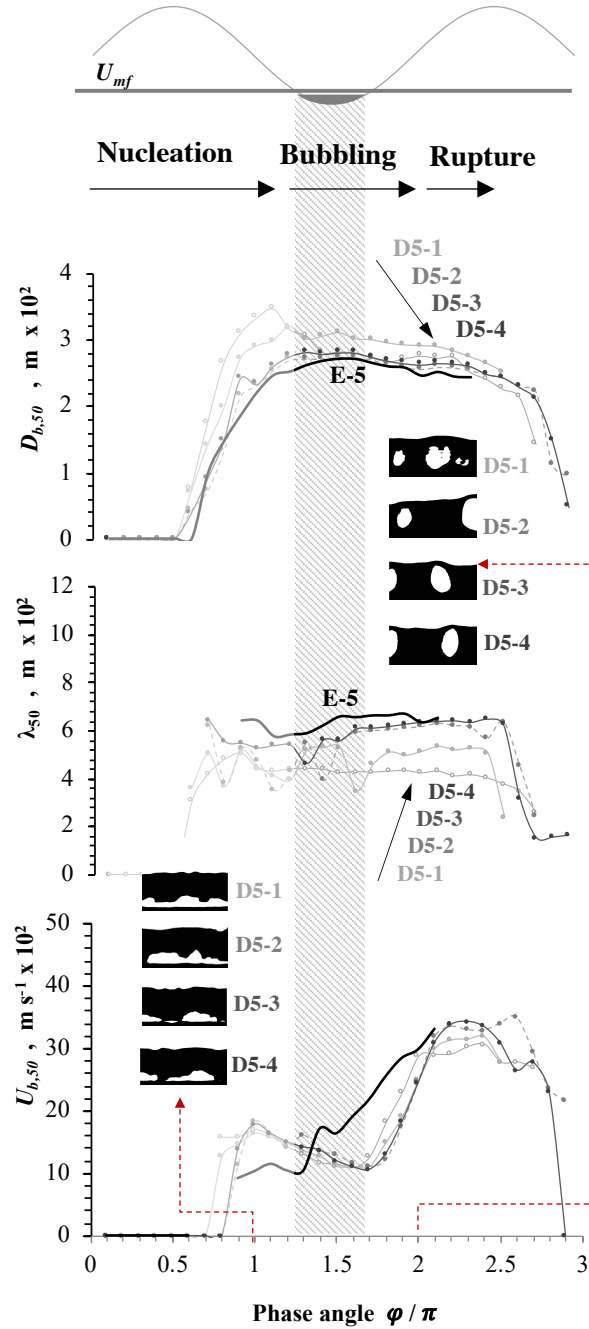 U_mf
Nucleation Bubbling Rupture
D5-1
D5-2
D5-3
D5-4
4
3
2
1
0
D_b,50 , m x 10²
E-5
D5-1
D5-2
D5-3
D5-4
12
10
8
6
4
2
0
λ_50 , m x 10²
E-5
D5-4
D5-3
D5-2
D5-1
D5-1
D5-2
D5-3
D5-4
50
40
30
20
10
0
U_b,50 , m s⁻¹ x 10²
0 0.5 1 1.5 2 2.5 3
Phase angle φ / π